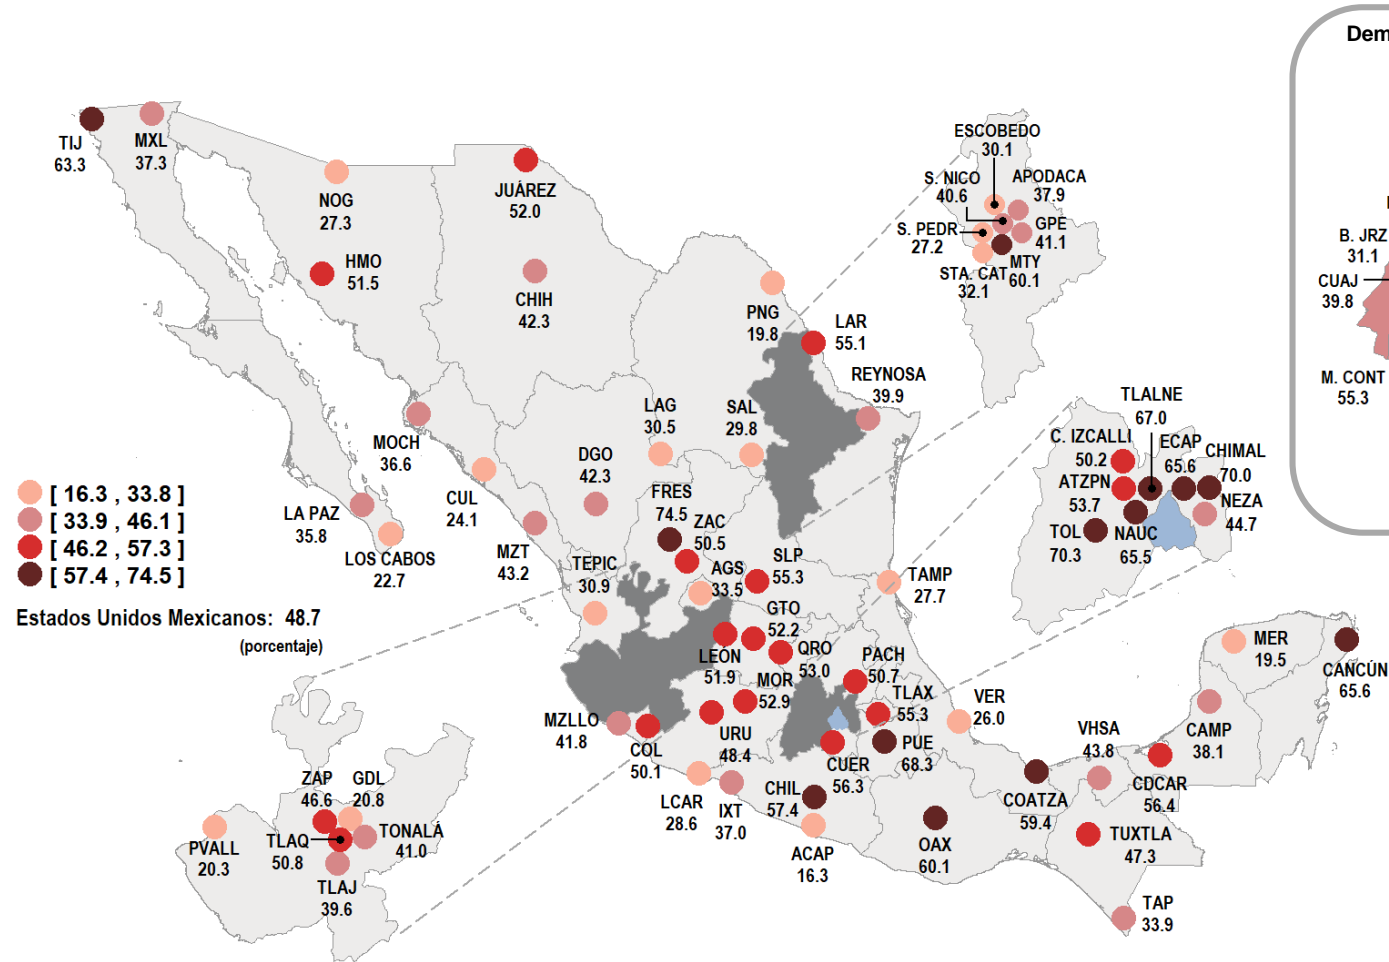 Dem
TIJ
63.3
MXL
37.3
NOG
27.3
HMO
51.5
JUÁREZ
52.0
CHIH
42.3
PNG
19.8
LAR
55.1
REYNOSA
39.9
ESCOBEDO
30.1
S. NICO
40.6
APODACA
37.9
S. PEDR
27.2
GPE
41.1
STA. CAT
32.1
MTY
60.1
B. JRZ
31.1
CUAJ
39.8
M. CONT
55.3
MOCH
36.6
CUL
24.1
LAG
30.5
SAL
29.8
DGO
42.3
FRES
74.5
ZAC
50.5
LA PAZ
35.8
LOS CABOS
22.7
MZT
43.2
TEPIC
30.9
AGS
33.5
SLP
55.3
TAMP
27.7
TLALNE
67.0
C. IZCALLI
50.2
ECAP
65.6
CHIMAL
70.0
ATZPN
53.7
NEZA
44.7
TOL
70.3
NAUC
65.5
[ 16.3 , 33.8 ]
[ 33.9 , 46.1 ]
[ 46.2 , 57.3 ]
[ 57.4 , 74.5 ]
Estados Unidos Mexicanos: 48.7
(porcentaje)
GTO
52.2
LEÓN
51.9
QRO
53.0
MOR
52.9
PACH
50.7
TLAX
55.3
VER
26.0
MER
19.5
CANCÚN
65.6
MZLLO
41.8
COL
50.1
URU
48.4
CUER
56.3
PUE
68.3
VHSA
43.8
CAMP
38.1
CDCAR
56.4
LCAR
28.6
IXT
37.0
CHIL
57.4
ACAP
16.3
OAX
60.1
COATZA
59.4
TUXTLA
47.3
TAP
33.9
ZAP
46.6
GDL
20.8
PVALL
20.3
TLAQ
50.8
TONALÁ
41.0
TLAJ
39.6